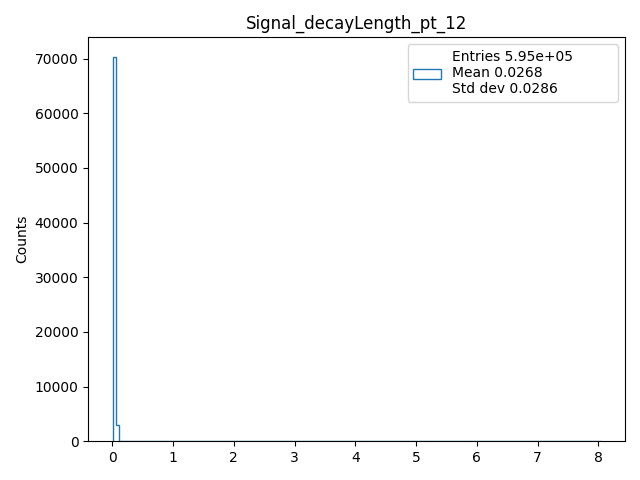 Signal_decayLength_pt_12
Entries 5.95e+05
Mean 0.0268
Std dev 0.0286
Counts
70000
60000
50000
40000
30000
20000
10000
0
0 1 2 3 4 5 6 7 8